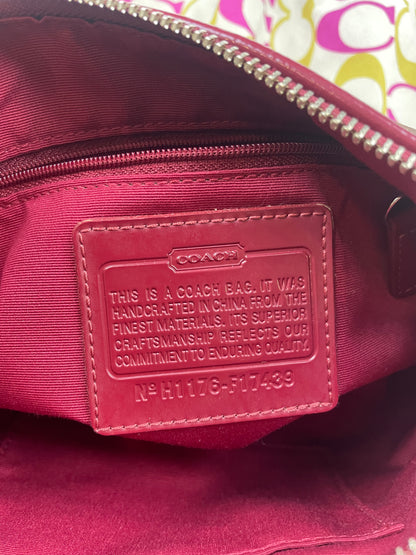 COACH
THIS IS A COACH BAG. IT WAS
HANDCRAFTED IN CHINA FROM THE
FINEST MATERIALS. ITS SUPERIOR
CRAFTSMANSHIP REFLECTS OUR
COMMITMENT TO ENDURING QUALITY.
Nº H1176-F17439